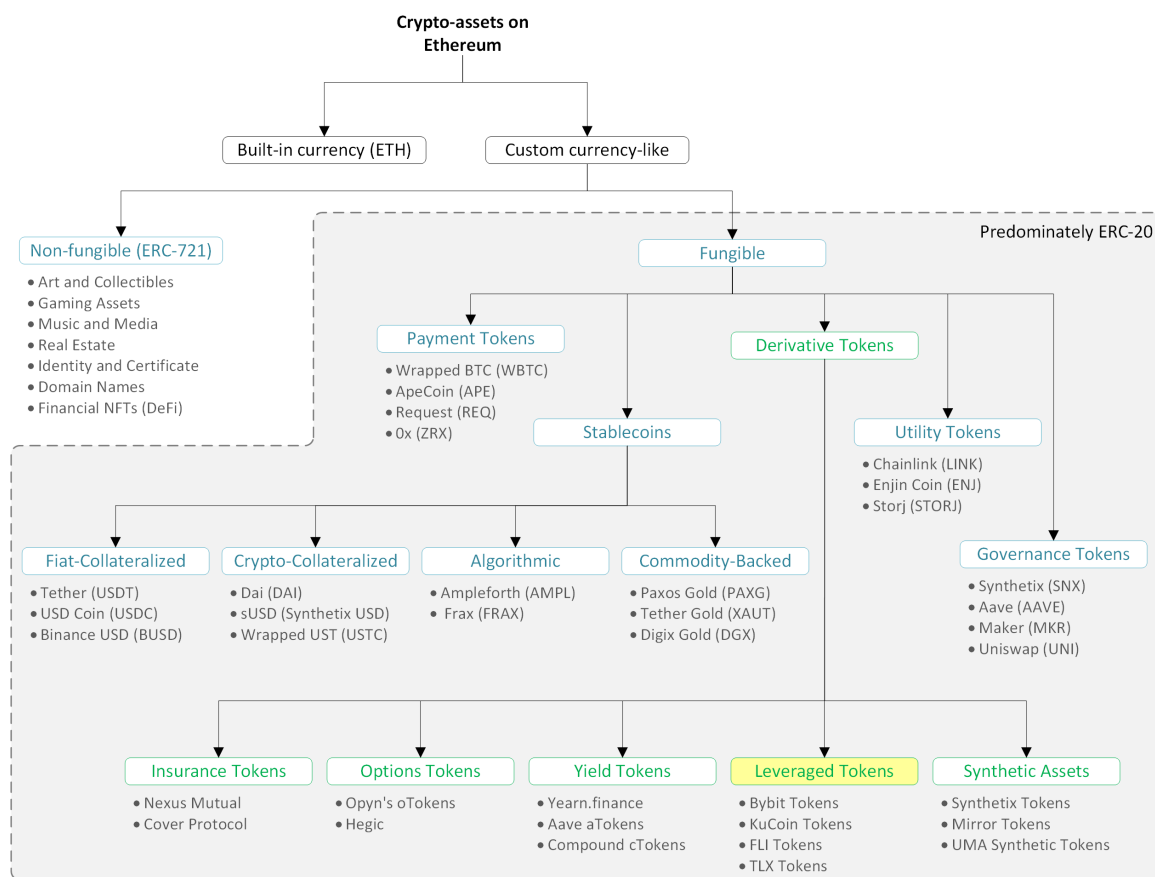 Crypto-assets on
Ethereum
Built-in currency (ETH)
Custom currency-like
Predominately ERC-20
Non-fungible (ERC-721)
• Art and Collectibles
• Gaming Assets
• Music and Media
• Real Estate
• Identity and Certificate
• Domain Names
• Financial NFTs (DeFi)
Fungible
Payment Tokens
• Wrapped BTC (WBTC)
• ApeCoin (APE)
• Request (REQ)
• 0x (ZRX)
Derivative Tokens
Stablecoins
Utility Tokens
• Chainlink (LINK)
• Enjin Coin (ENJ)
• Storj (STORJ)
Fiat-Collateralized
• Tether (USDT)
• USD Coin (USDC)
• Binance USD (BUSD)
Crypto-Collateralized
• Dai (DAI)
• sUSD (Synthetix USD)
• Wrapped UST (USTC)
Algorithmic
• Ampleforth (AMPL)
• Frax (FRAX)
Commodity-Backed
• Paxos Gold (PAXG)
• Tether Gold (XAUT)
• Digix Gold (DGX)
Governance Tokens
• Synthetix (SNX)
• Aave (AAVE)
• Maker (MKR)
• Uniswap (UNI)
Insurance Tokens
• Nexus Mutual
• Cover Protocol
Options Tokens
• Opyn's oTokens
• Hegic
Yield Tokens
• Yearn.finance
• Aave aTokens
• Compound cTokens
Leveraged Tokens
• Bybit Tokens
• KuCoin Tokens
• FLI Tokens
• TLX Tokens
Synthetic Assets
• Synthetix Tokens
• Mirror Tokens
• UMA Synthetic Tokens